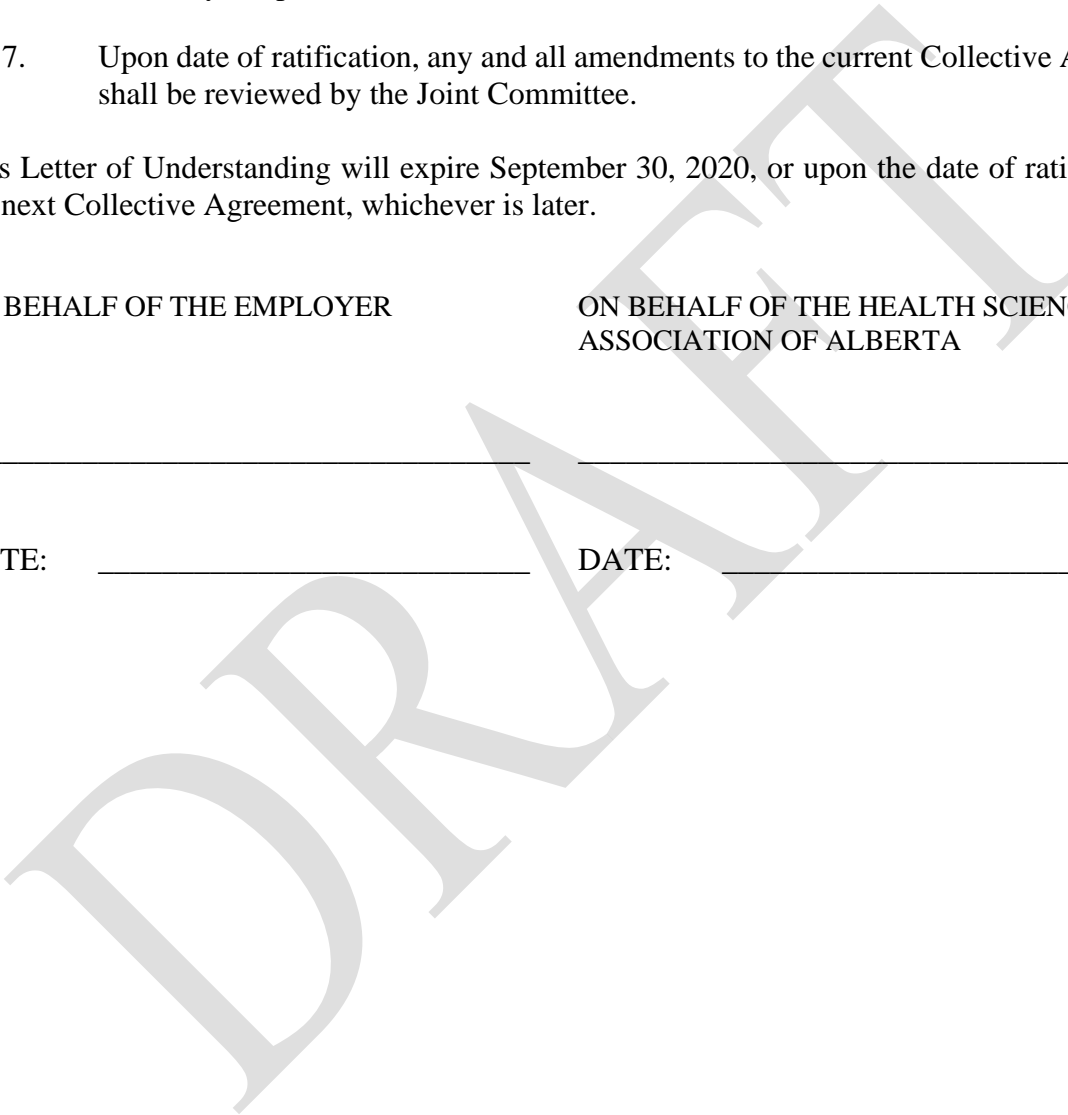 7. Upon date of ratification, any and all amendments to the current Collective A
shall be reviewed by the Joint Committee.
s Letter of Understanding will expire September 30, 2020, or upon the date of rati
next Collective Agreement, whichever is later.
BEHALF OF THE EMPLOYER ON BEHALF OF THE HEALTH SCIEN
ASSOCIATION OF ALBERTA
TE: DATE:
DRAFT